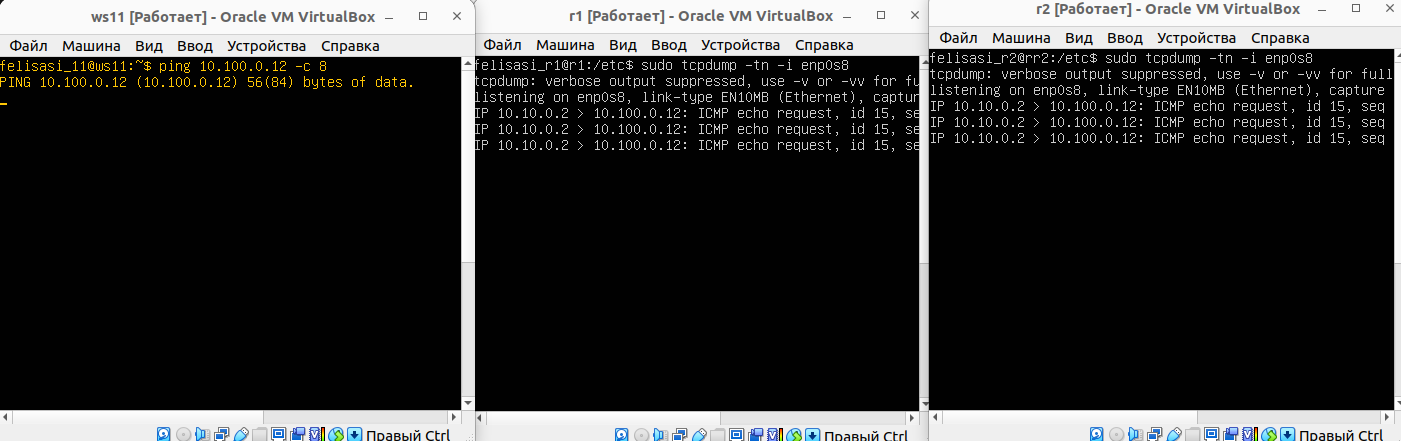 ws11 [Работает] - Oracle VM VirtualBox
Файл Машина Вид Ввод Устройства Справка
felisasi_11@ws11:~$ ping 10.100.0.12 -c 8
PING 10.100.0.12 (10.100.0.12) 56(84) bytes of data.
Правый Ctrl
r1 [Работает] - Oracle VM VirtualBox
Файл Машина Вид Ввод Устройства Справка
felisasi_r1@r1:/etc$ sudo tcpdump -tn -i enp0s8
tcpdump: verbose output suppressed, use -v or -vv for fu
listening on enp0s8, link-type EN10MB (Ethernet), captur
IP 10.10.0.2 > 10.100.0.12: ICMP echo request, id 15, se
IP 10.10.0.2 > 10.100.0.12: ICMP echo request, id 15, se
IP 10.10.0.2 > 10.100.0.12: ICMP echo request, id 15, se
Правый Ctrl
r2 [Работает] - Oracle VM VirtualBox
Файл Машина Вид Ввод Устройства Справка
felisasi_r2@rr2:/etc$ sudo tcpdump -tn -i enp0s8
tcpdump: verbose output suppressed, use -v or -vv for full
listening on enp0s8, link-type EN10MB (Ethernet), capture
IP 10.10.0.2 > 10.100.0.12: ICMP echo request, id 15, seq
IP 10.10.0.2 > 10.100.0.12: ICMP echo request, id 15, seq
IP 10.10.0.2 > 10.100.0.12: ICMP echo request, id 15, seq
Правый Ctrl